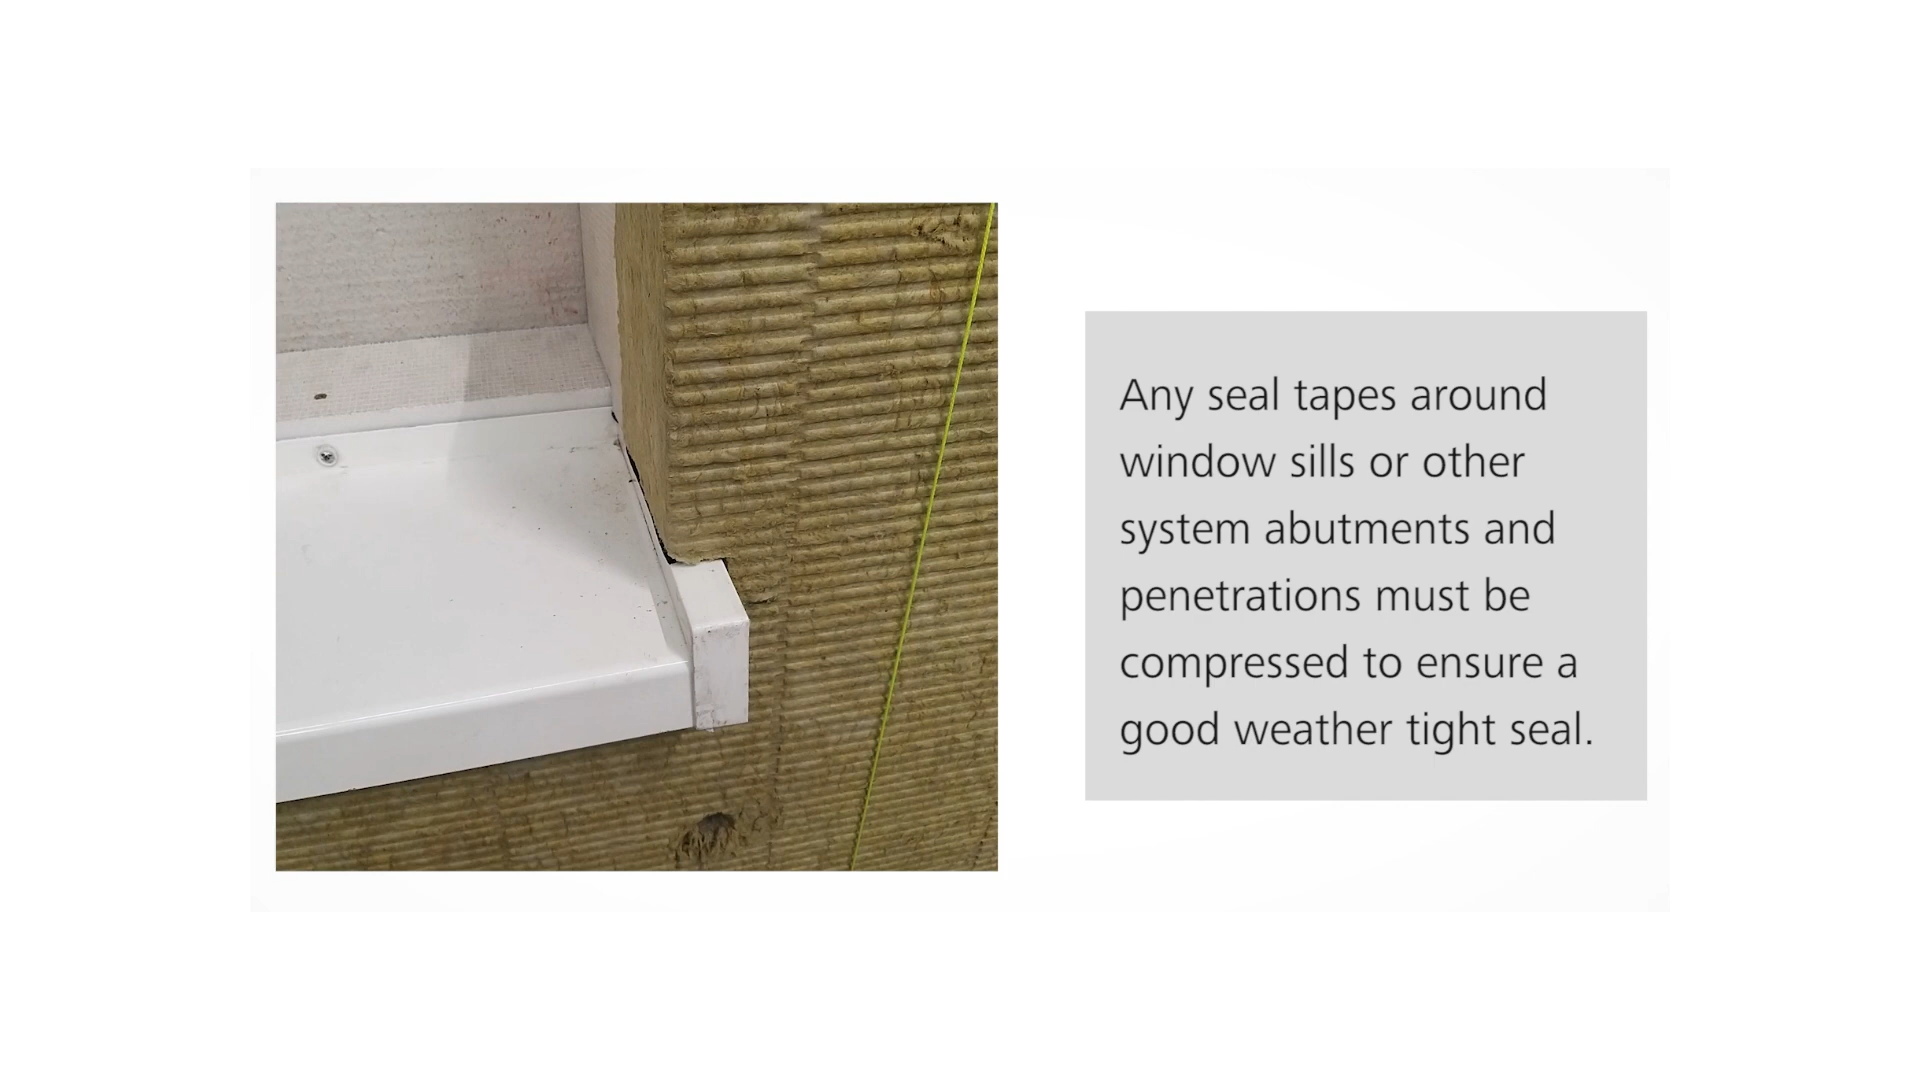 Any seal tapes around
window sills or other
system abutments and
penetrations must be
compressed to ensure a
good weather tight seal.